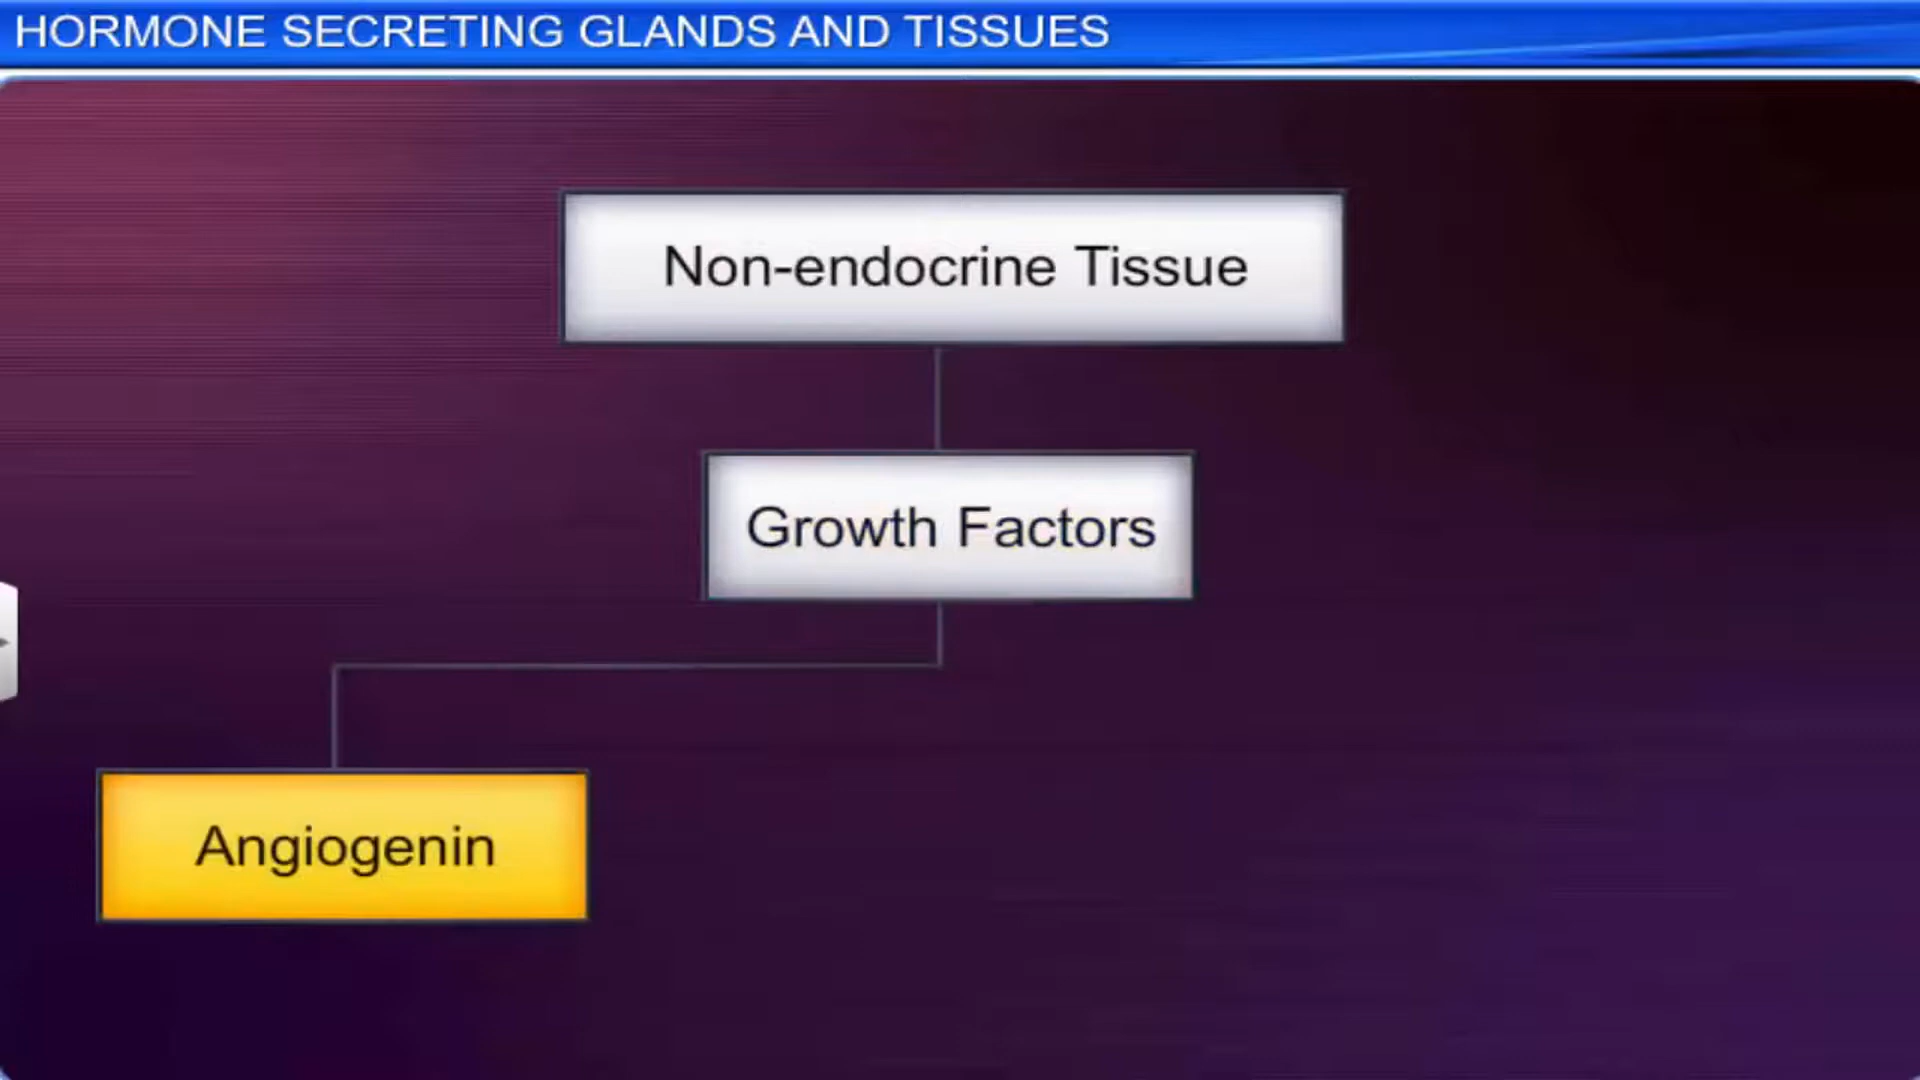 HORMONE SECRETING GLANDS AND TISSUES
Non-endocrine Tissue
Growth Factors
Angiogenin